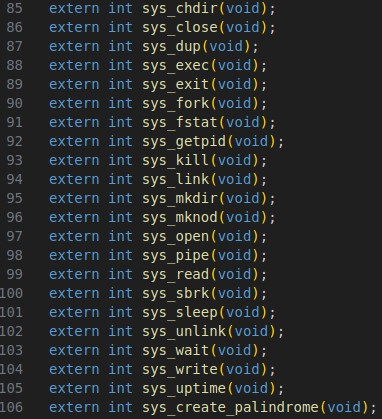 85 extern int sys_chdir(void);
86 extern int sys_close(void);
87 extern int sys_dup(void);
88 extern int sys_exec(void);
89 extern int sys_exit(void);
90 extern int sys_fork(void);
91 extern int sys_fstat(void);
92 extern int sys_getpid(void);
93 extern int sys_kill(void);
94 extern int sys_link(void);
95 extern int sys_mkdir(void);
96 extern int sys_mknod(void);
97 extern int sys_open(void);
98 extern int sys_pipe(void);
99 extern int sys_read(void);
100 extern int sys_sbrk(void);
101 extern int sys_sleep(void);
102 extern int sys_unlink(void);
103 extern int sys_wait(void);
104 extern int sys_write(void);
105 extern int sys_uptime(void);
106 extern int sys_create_palindrome(void);